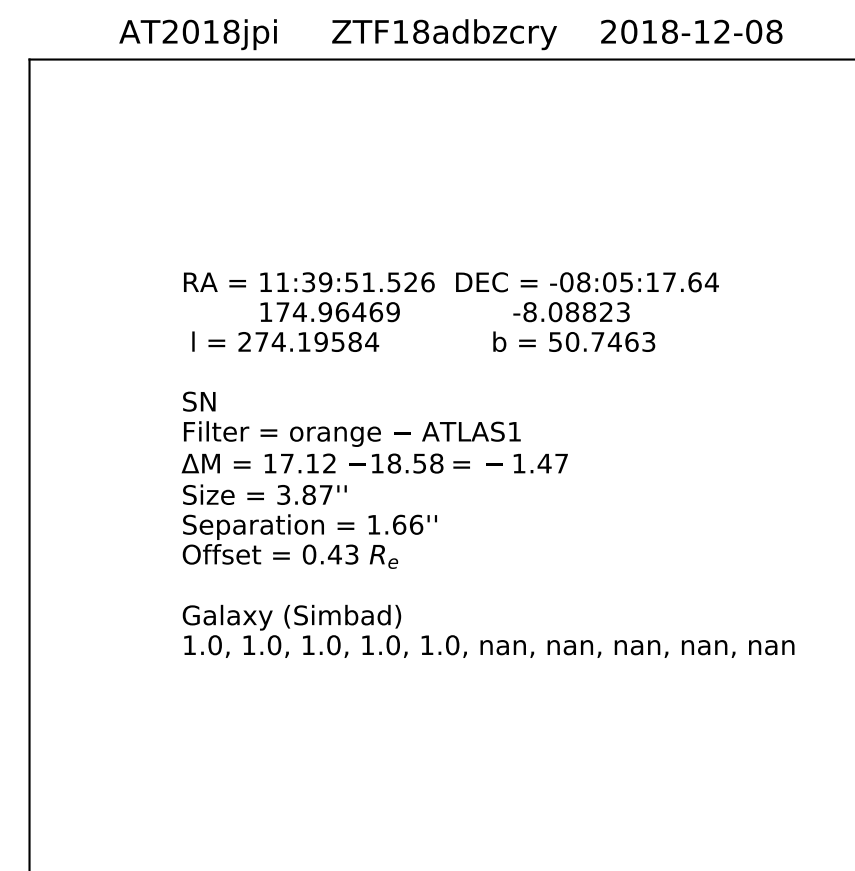 AT2018jpi ZTF18adbzcry 2018-12-08
RA = 11:39:51.526 DEC = -08:05:17.64
174.96469 -8.08823
l = 274.19584 b = 50.7463
SN
Filter = orange − ATLAS1
ΔM = 17.12 −18.58 = − 1.47
Size = 3.87''
Separation = 1.66''
Offset = 0.43 Re
Galaxy (Simbad)
1.0, 1.0, 1.0, 1.0, 1.0, nan, nan, nan, nan, nan